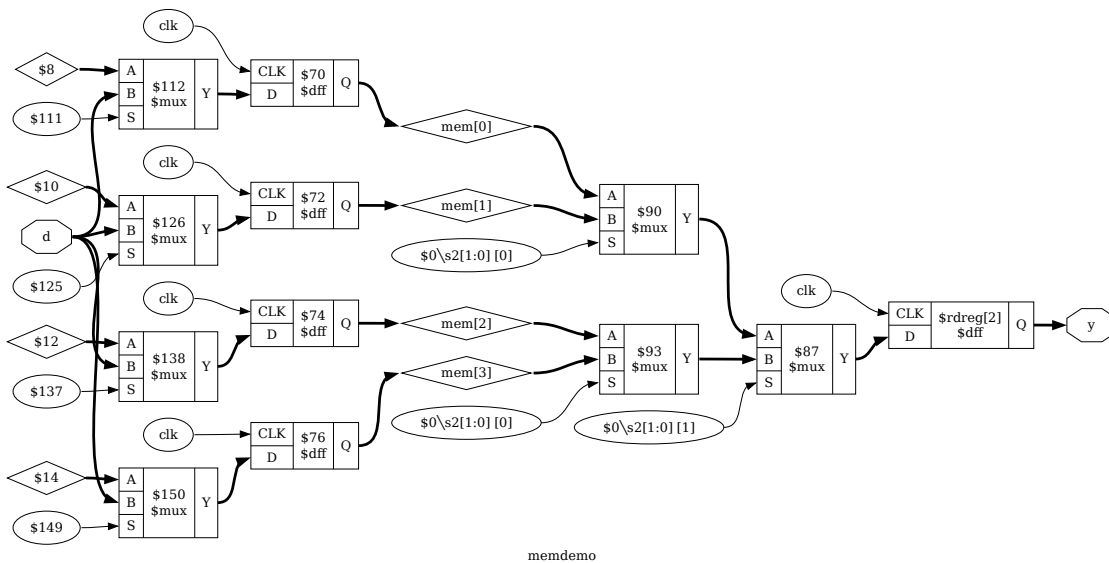 clk
$8
A
B
S
$112
$mux
Y
CLK
D
$70
$dff
Q
$111
mem[0]
clk
$10
A
B
S
$126
$mux
Y
CLK
D
$72
$dff
Q
mem[1]
d
$125
A
B
S
$90
$mux
Y
$0\s2[1:0] [0]
clk
$12
A
B
S
$138
$mux
Y
CLK
D
$74
$dff
Q
mem[2]
$137
mem[3]
A
B
S
$93
$mux
Y
$0\s2[1:0] [0]
clk
$14
A
B
S
$150
$mux
Y
CLK
D
$76
$dff
Q
$149
A
B
S
$87
$mux
Y
$0\s2[1:0] [1]
clk
CLK
D
$rdreg[2]
$dff
Q
y
memdemo